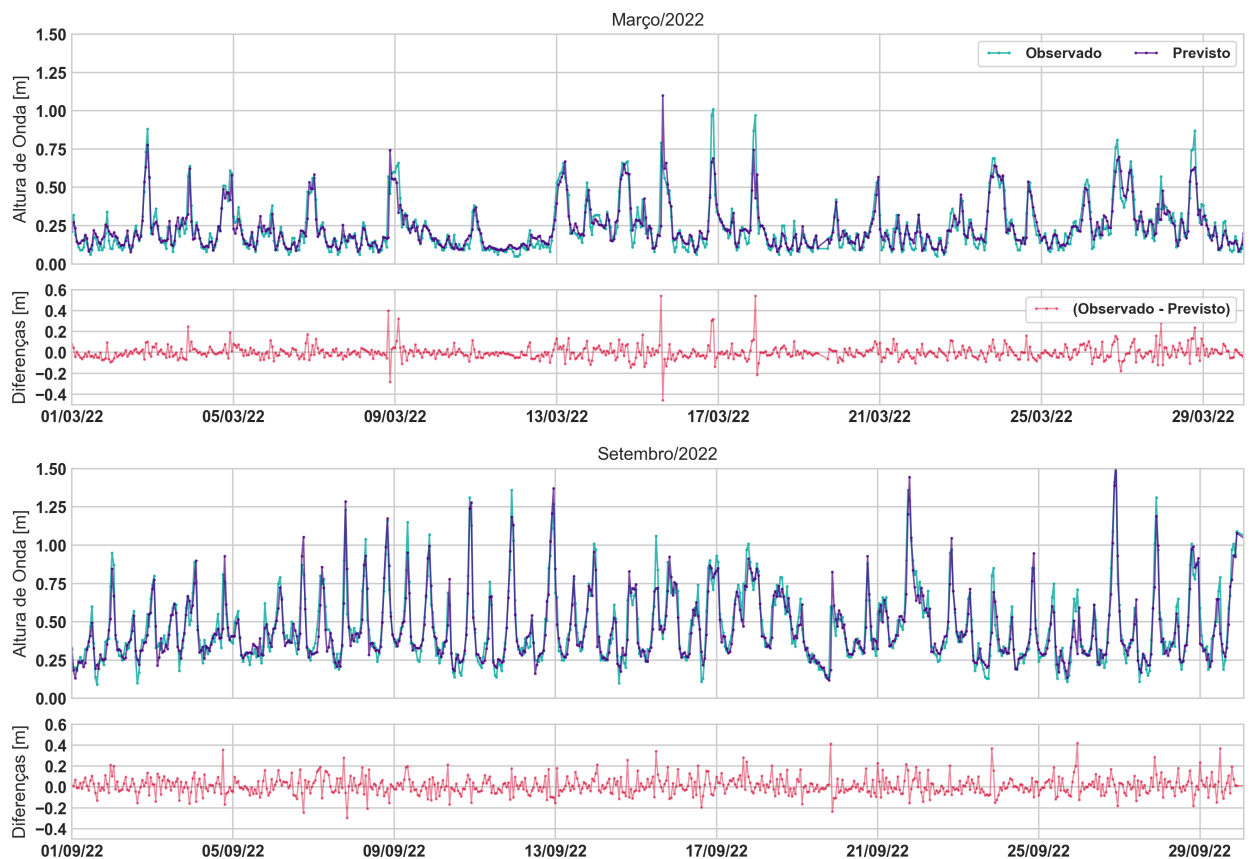 Março/2022
1.50
1.25
1.00
0.75
0.50
0.25
0.00
Altura de Onda [m]
Observado Previsto
0.6
0.4
0.2
0.0
−0.2
−0.4
Diferenças [m]
(Observado - Previsto)
01/03/22 05/03/22 09/03/22 13/03/22 17/03/22 21/03/22 25/03/22 29/03/22
Setembro/2022
1.50
1.25
1.00
0.75
0.50
0.25
0.00
Altura de Onda [m]
0.6
0.4
0.2
0.0
−0.2
−0.4
Diferenças [m]
01/09/22 05/09/22 09/09/22 13/09/22 17/09/22 21/09/22 25/09/22 29/09/22